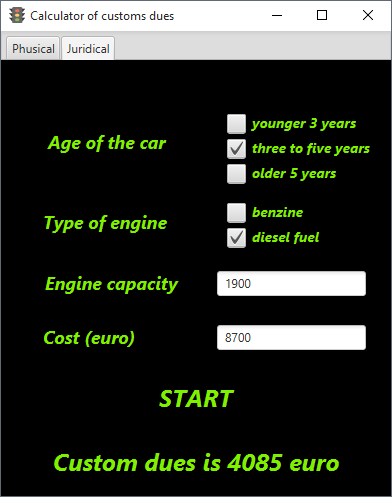 Calculator of customs dues
Phusical Juridical
Age of the car
younger 3 years
three to five years
older 5 years
Type of engine
benzine
diesel fuel
Engine capacity 1900
Cost (euro) 8700
START
Custom dues is 4085 euro